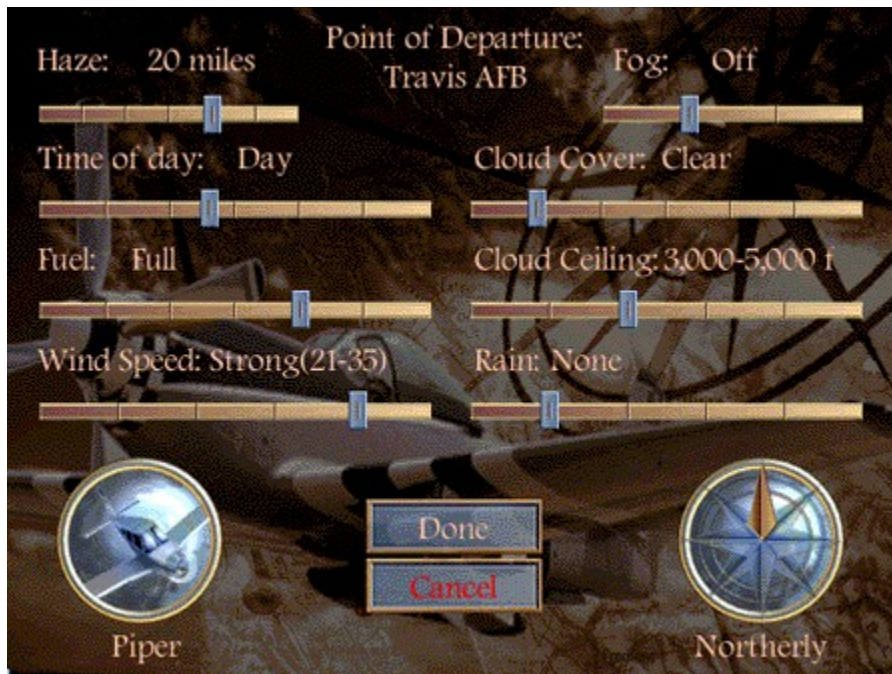 Point of Departure:
Travis AFB
Haze: 20 miles
Fog: Off
Time of day: Day
Cloud Cover: Clear
Fuel: Full
Cloud Ceiling: 3,000-5,000 f
Wind Speed: Strong(21-35)
Rain: None
Done
Cancel
Piper
Northerly